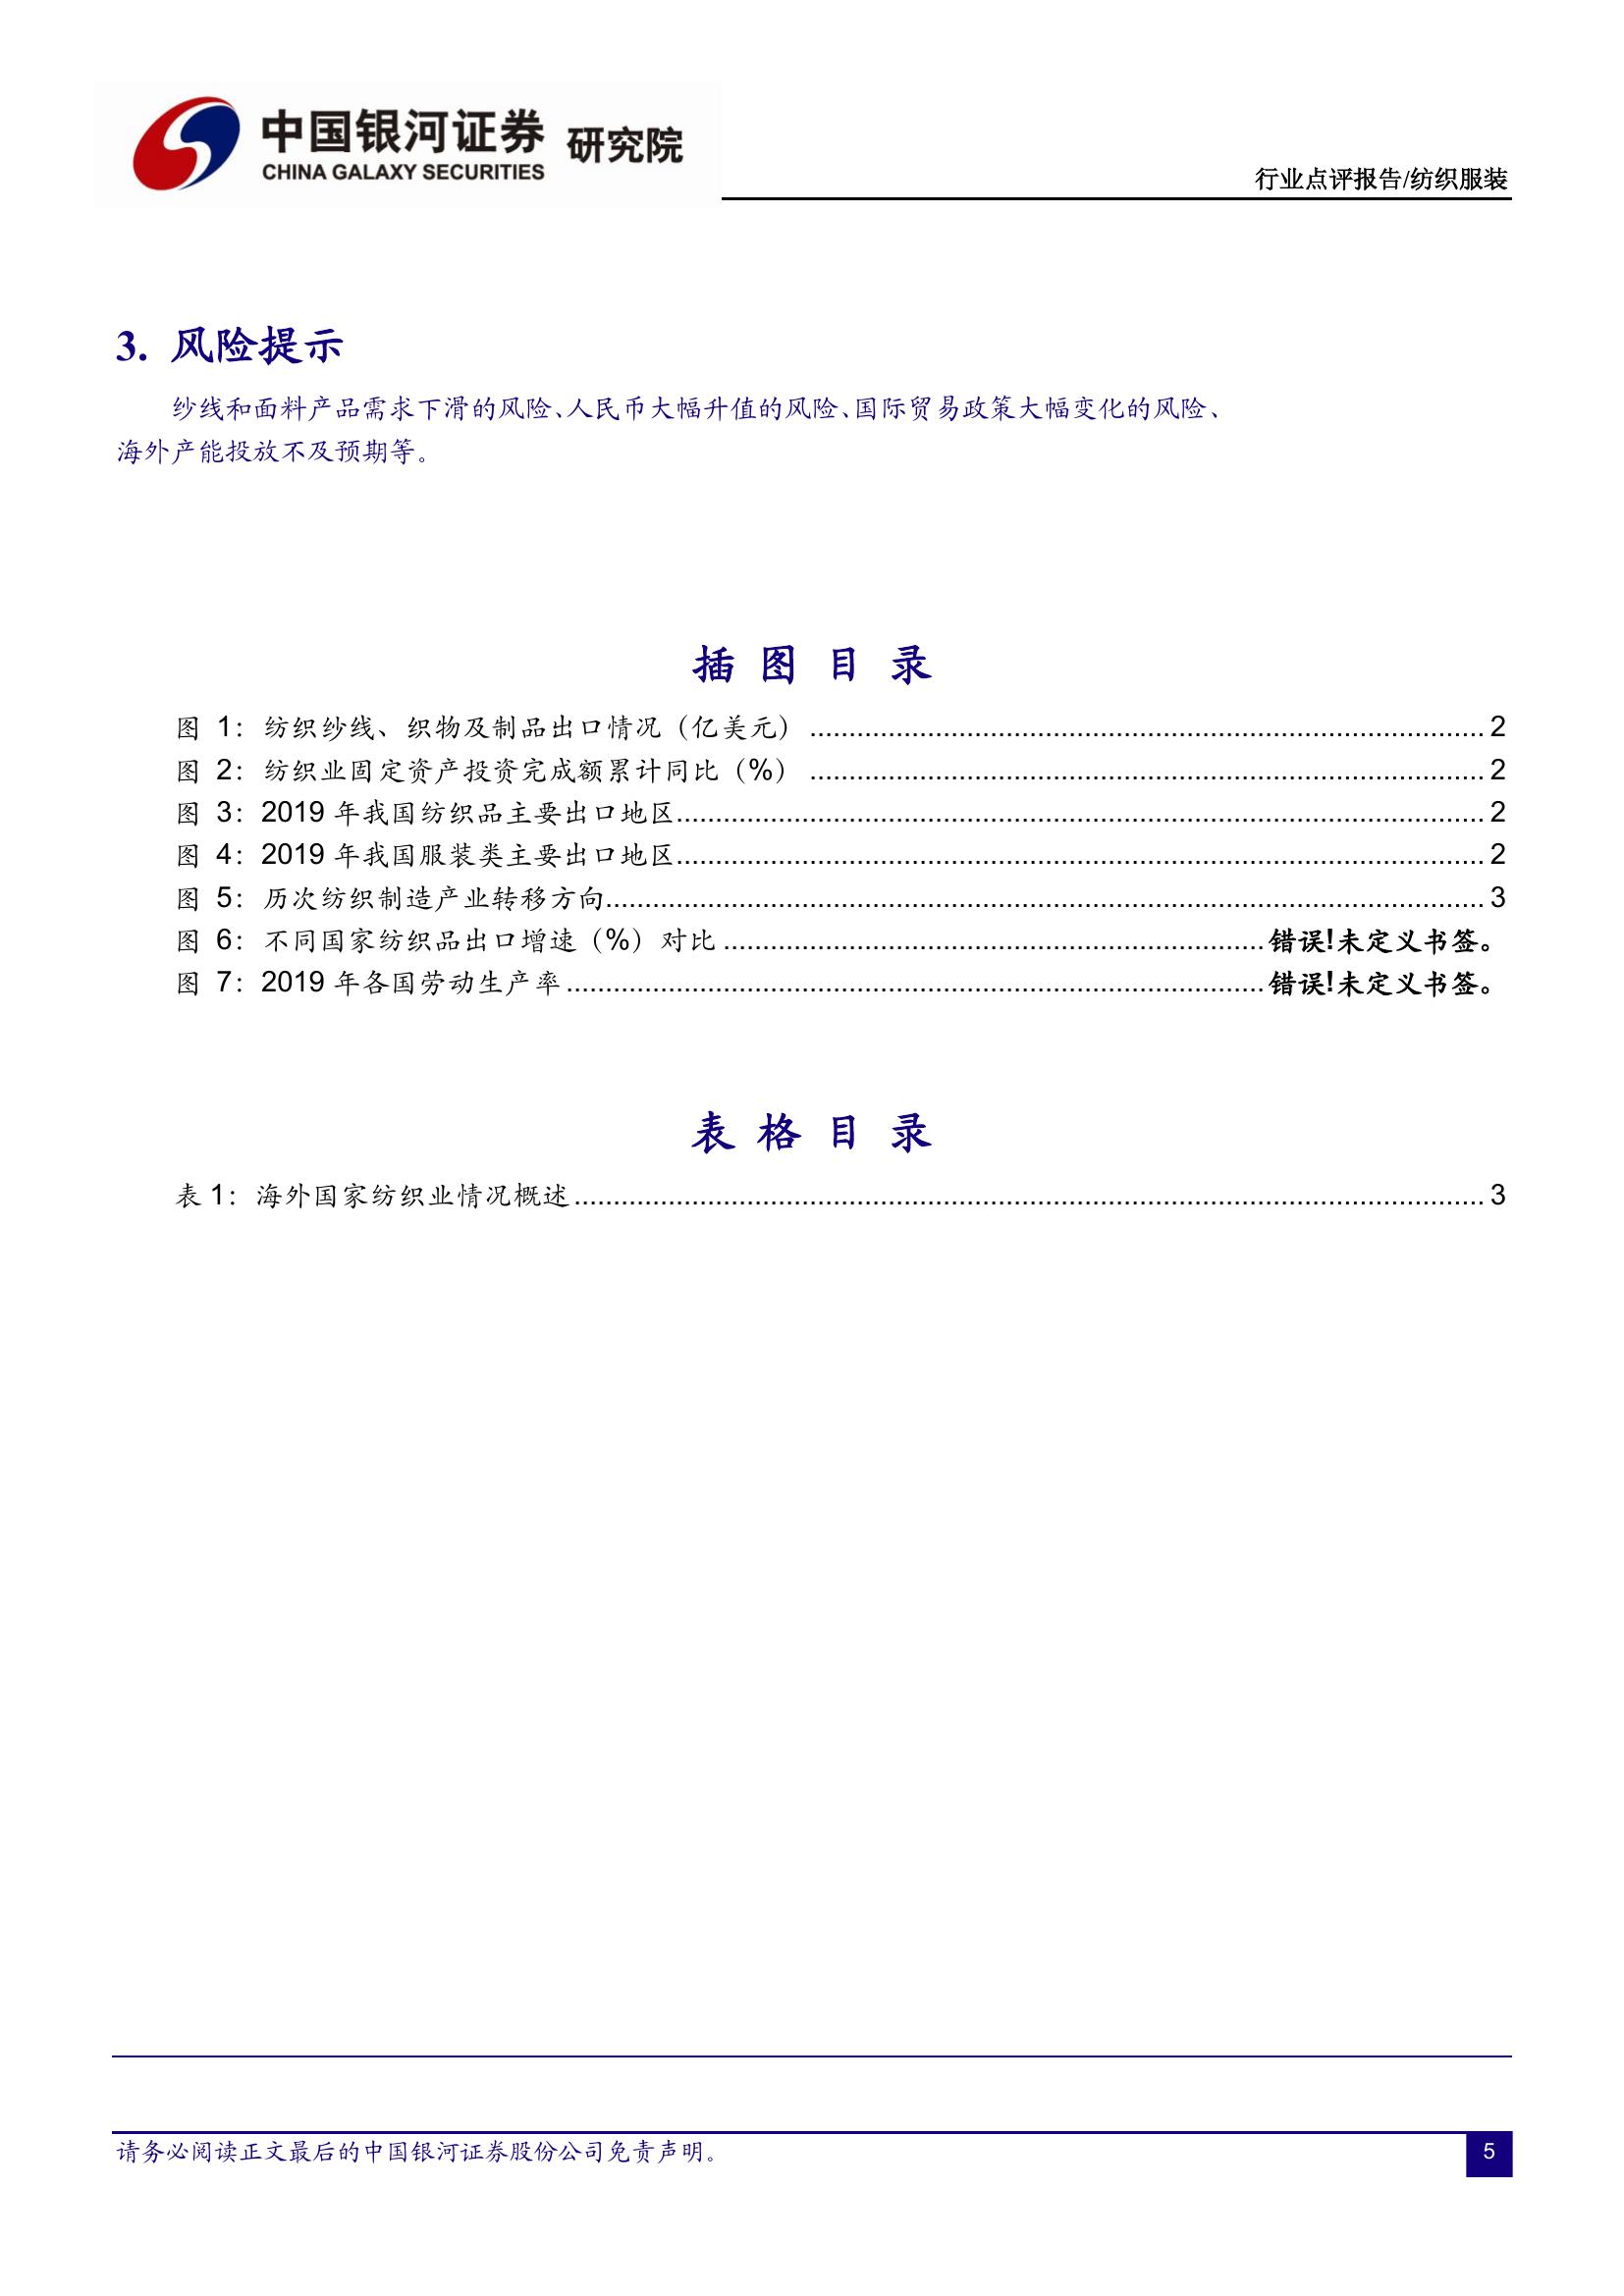 中国银河证券 研究院
CHINA GALAXY SECURITIES
行业点评报告/纺织服装
3. 风险提示
纱线和面料产品需求下滑的风险、人民币大幅升值的风险、国际贸易政策大幅变化的风险、
海外产能投放不及预期等。
插 图 目 录
图 1：纺织纱线、织物及制品出口情况（亿美元） ........................................ 2
图 2：纺织业固定资产投资完成额累计同比（%） ........................................ 2
图 3：2019 年我国纺织品主要出口地区........................................ 2
图 4：2019 年我国服装类主要出口地区........................................ 2
图 5：历次纺织制造产业转移方向........................................ 3
图 6：不同国家纺织品出口增速（%）对比 ........................................ 错误!未定义书签。
图 7：2019 年各国劳动生产率 ........................................ 错误!未定义书签。
表 格 目 录
表 1：海外国家纺织业情况概述 ........................................ 3
请务必阅读正文最后的中国银河证券股份公司免责声明。
5